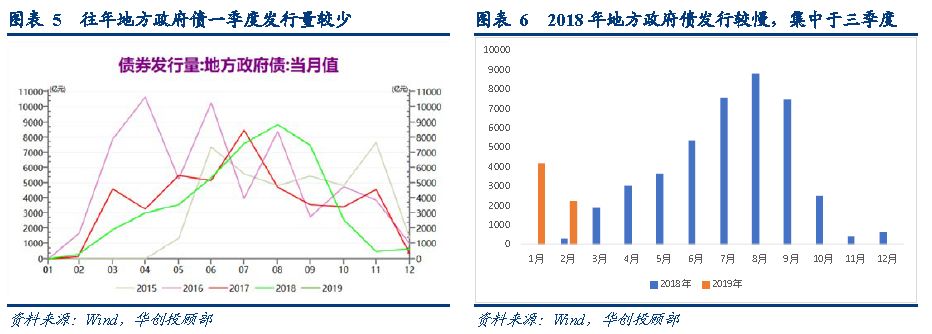 图表 5 往年地方政府债一季度发行量较少
债券发行量:地方政府债:当月值
(亿元) (亿元)
11000 11000
10000 10000
9000 9000
8000 8000
7000 7000
6000 6000
5000 5000
4000 4000
3000 3000
2000 2000
1000 1000
0 0
01 02 03 04 05 06 07 08 09 10 11 12
2015 2016 2017 2018 2019
资料来源：Wind，华创投顾部
图表 6 2018 年地方政府债发行较慢，集中于三季度
10000
9000
8000
7000
6000
5000
4000
3000
2000
1000
0
1月 2月 3月 4月 5月 6月 7月 8月 9月 10月 11月 12月
2018年 2019年
资料来源：Wind，华创投顾部